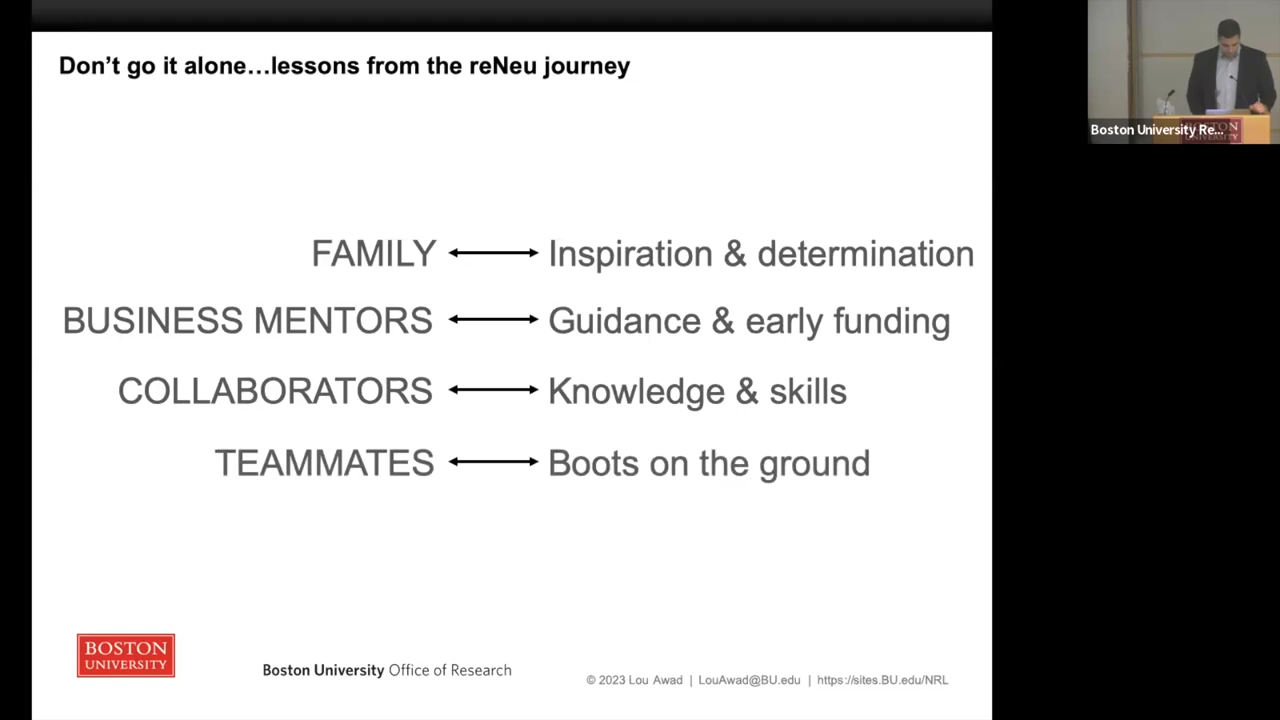 Don’t go it alone…lessons from the reNeu journey
FAMILY Inspiration & determination
BUSINESS MENTORS Guidance & early funding
COLLABORATORS Knowledge & skills
TEAMMATES Boots on the ground
BOSTON
UNIVERSITY
Boston University Office of Research
© 2023 Lou Awad | LouAwad@BU.edu | https://sites.BU.edu/NRL
Boston University Re...
BOSTON
UNIVERSITY